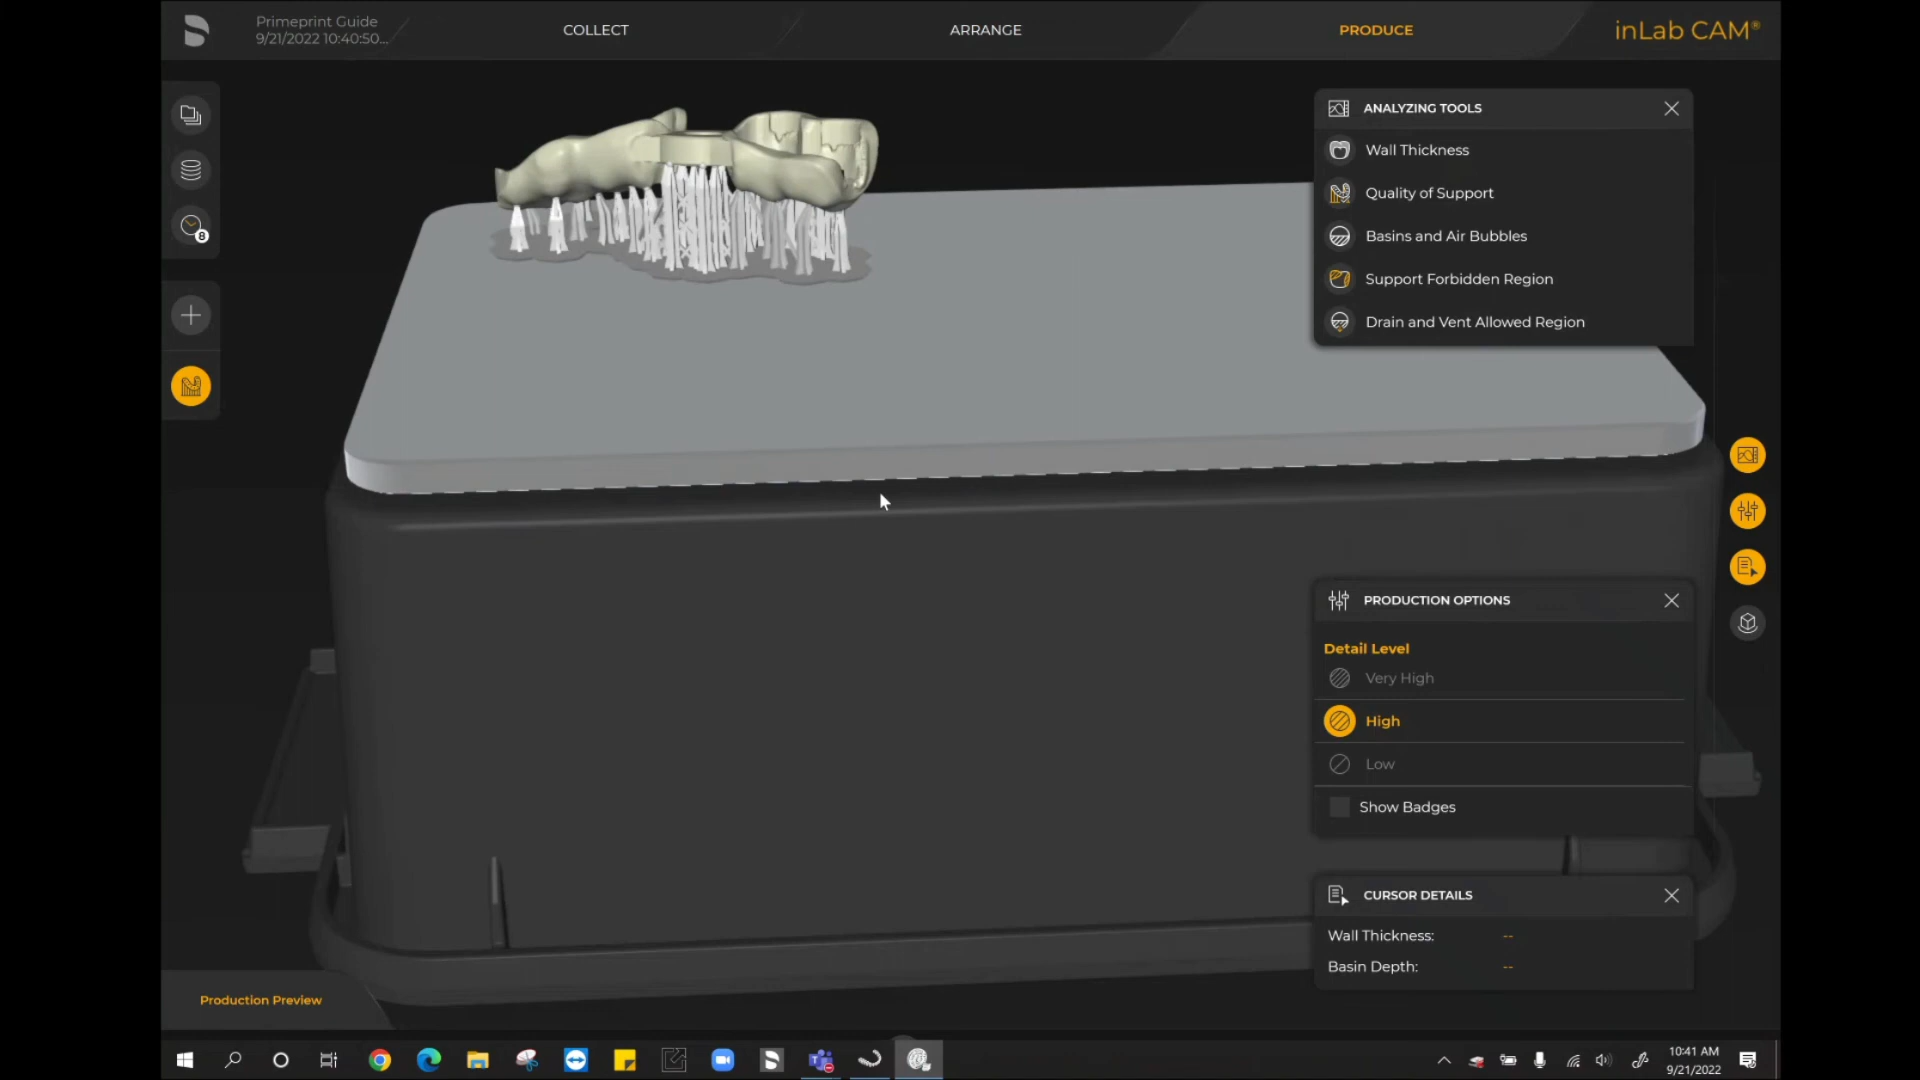 Primeprint Guide
9/21/2022 10:40:50...
COLLECT
ARRANGE
PRODUCE
inLab CAM®
8
ANALYZING TOOLS
Wall Thickness
Quality of Support
Basins and Air Bubbles
Support Forbidden Region
Drain and Vent Allowed Region
PRODUCTION OPTIONS
Detail Level
Very High
High
Low
Show Badges
CURSOR DETAILS
Wall Thickness: --
Basin Depth: --
Production Preview
10:41 AM
9/21/2022